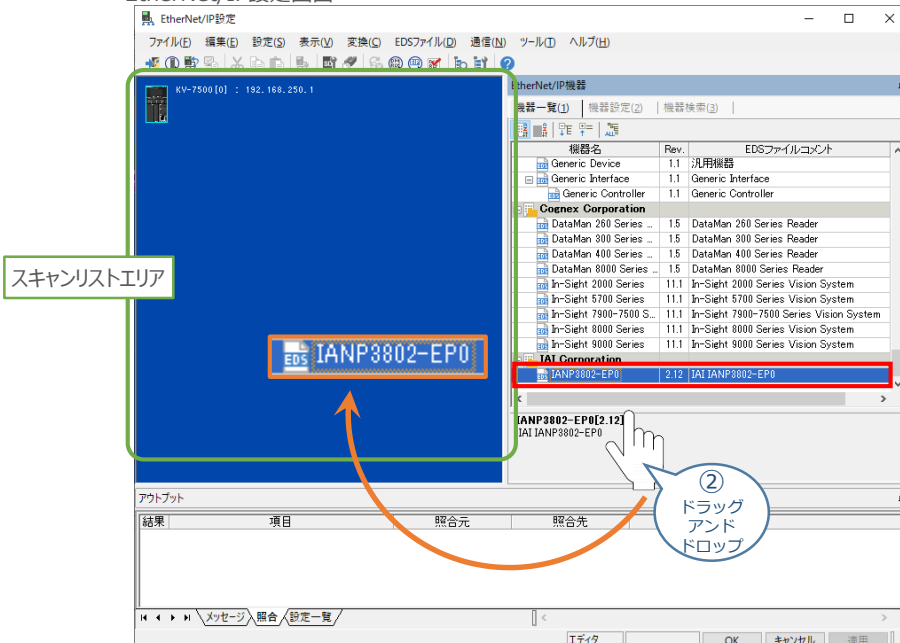 EtherNet/IP設定
ファイル(F) 編集(E) 設定(S) 表示(V) 変換(C) EDSファイル(D) 通信(N) ツール(T) ヘルプ(H)
KV-7500[0] : 192.168.250.1
EtherNet/IP機器
機器一覧(1) 機器設定(2) 機器検索(3)
機器名 Rev. EDSファイルコメント
Generic Device 1.1 汎用機器
Generic Interface 1.1 Generic Interface
Generic Controller 1.1 Generic Controller
Cognex Corporation
DataMan 260 Series ... 1.5 DataMan 260 Series Reader
DataMan 300 Series ... 1.5 DataMan 300 Series Reader
DataMan 400 Series ... 1.5 DataMan 400 Series Reader
DataMan 8000 Series ... 1.5 DataMan 8000 Series Reader
In-Sight 2000 Series 11.1 In-Sight 2000 Series Vision System
In-Sight 5700 Series 11.1 In-Sight 5700 Series Vision System
In-Sight 7900-7500 S... 11.1 In-Sight 7900-7500 Series Vision System
In-Sight 8000 Series 11.1 In-Sight 8000 Series Vision System
In-Sight 9000 Series 11.1 In-Sight 9000 Series Vision System
IAI Corporation
IANP3802-EP0 2.12 IAI IANP3802-EP0
スキャンリストエリア
EDS IANP3802-EP0
IANP3802-EP0[2.12]
IAI IANP3802-EP0
②
ドラッグ
アンド
ドロップ
アウトプット
結果 項目 照合元 照合先
メッセージ 照合 設定一覧
エディタ OK キャンセル 適用